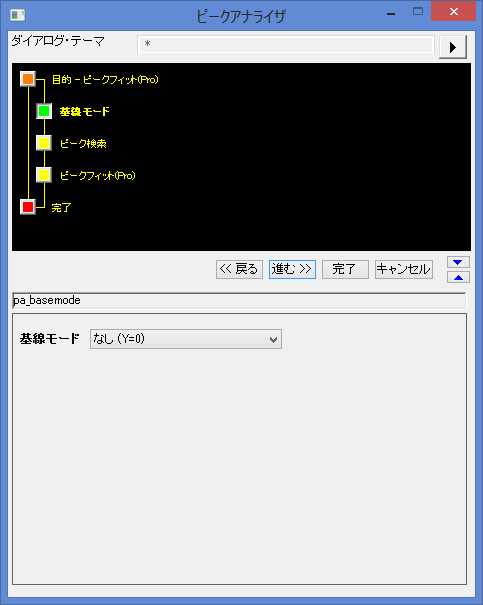 ピークアナライザ
ダイアログ・テーマ *
目的 - ピークフィット(Pro)
基線モード
ピーク検索
ピークフィット(Pro)
完了
<< 戻る 進む >> 完了 キャンセル
pa_basemode
基線モード なし (Y=0)